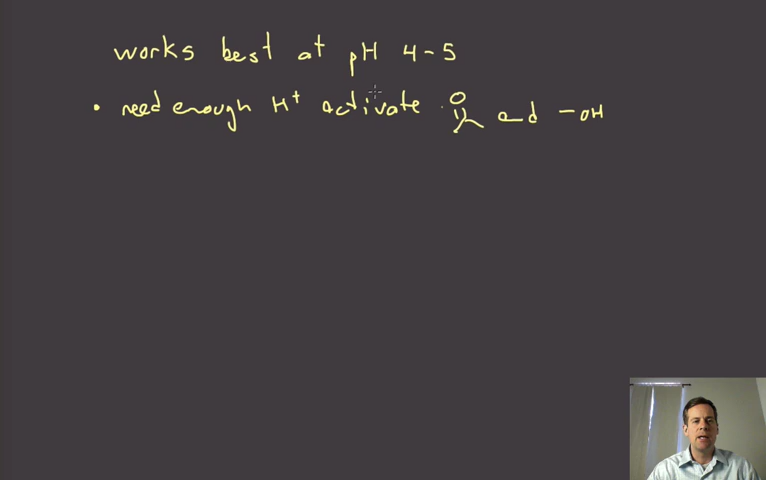 works best at pH 4-5
• need enough H⁺ activate O and -OH